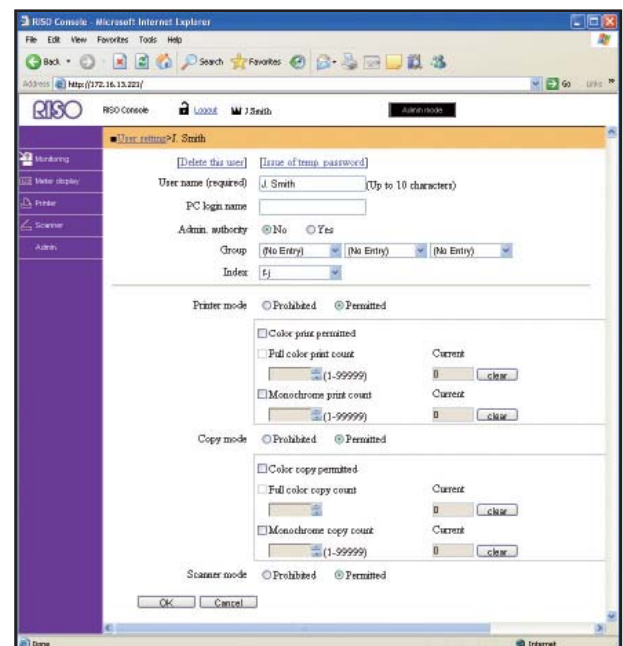 RISO Console - Microsoft Internet Explorer
File Edit View Favorites Tools Help
Back Search Favorites
Address http://172.16.13.221/ Go Links »
RISO RISO Console Logout J.Smith Admin mode
■User setting>J. Smith
Monitoring
Meter display
Printer
Scanner
Admin.
[Delete this user] [Issue of temp. password]
User name (required) J. Smith (Up to 10 characters)
PC login name
Admin. authority No Yes
Group (No Entry) (No Entry) (No Entry)
Index f-j
Printer mode Prohibited Permitted
Color print permitted
Full color print count Current
(1-99999) 0 clear
Monochrome print count Current
(1-99999) 0 clear
Copy mode Prohibited Permitted
Color copy permitted
Full color copy count Current
0 clear
Monochrome copy count Current
(1-99999) 0 clear
Scanner mode Prohibited Permitted
OK Cancel
Done Internet